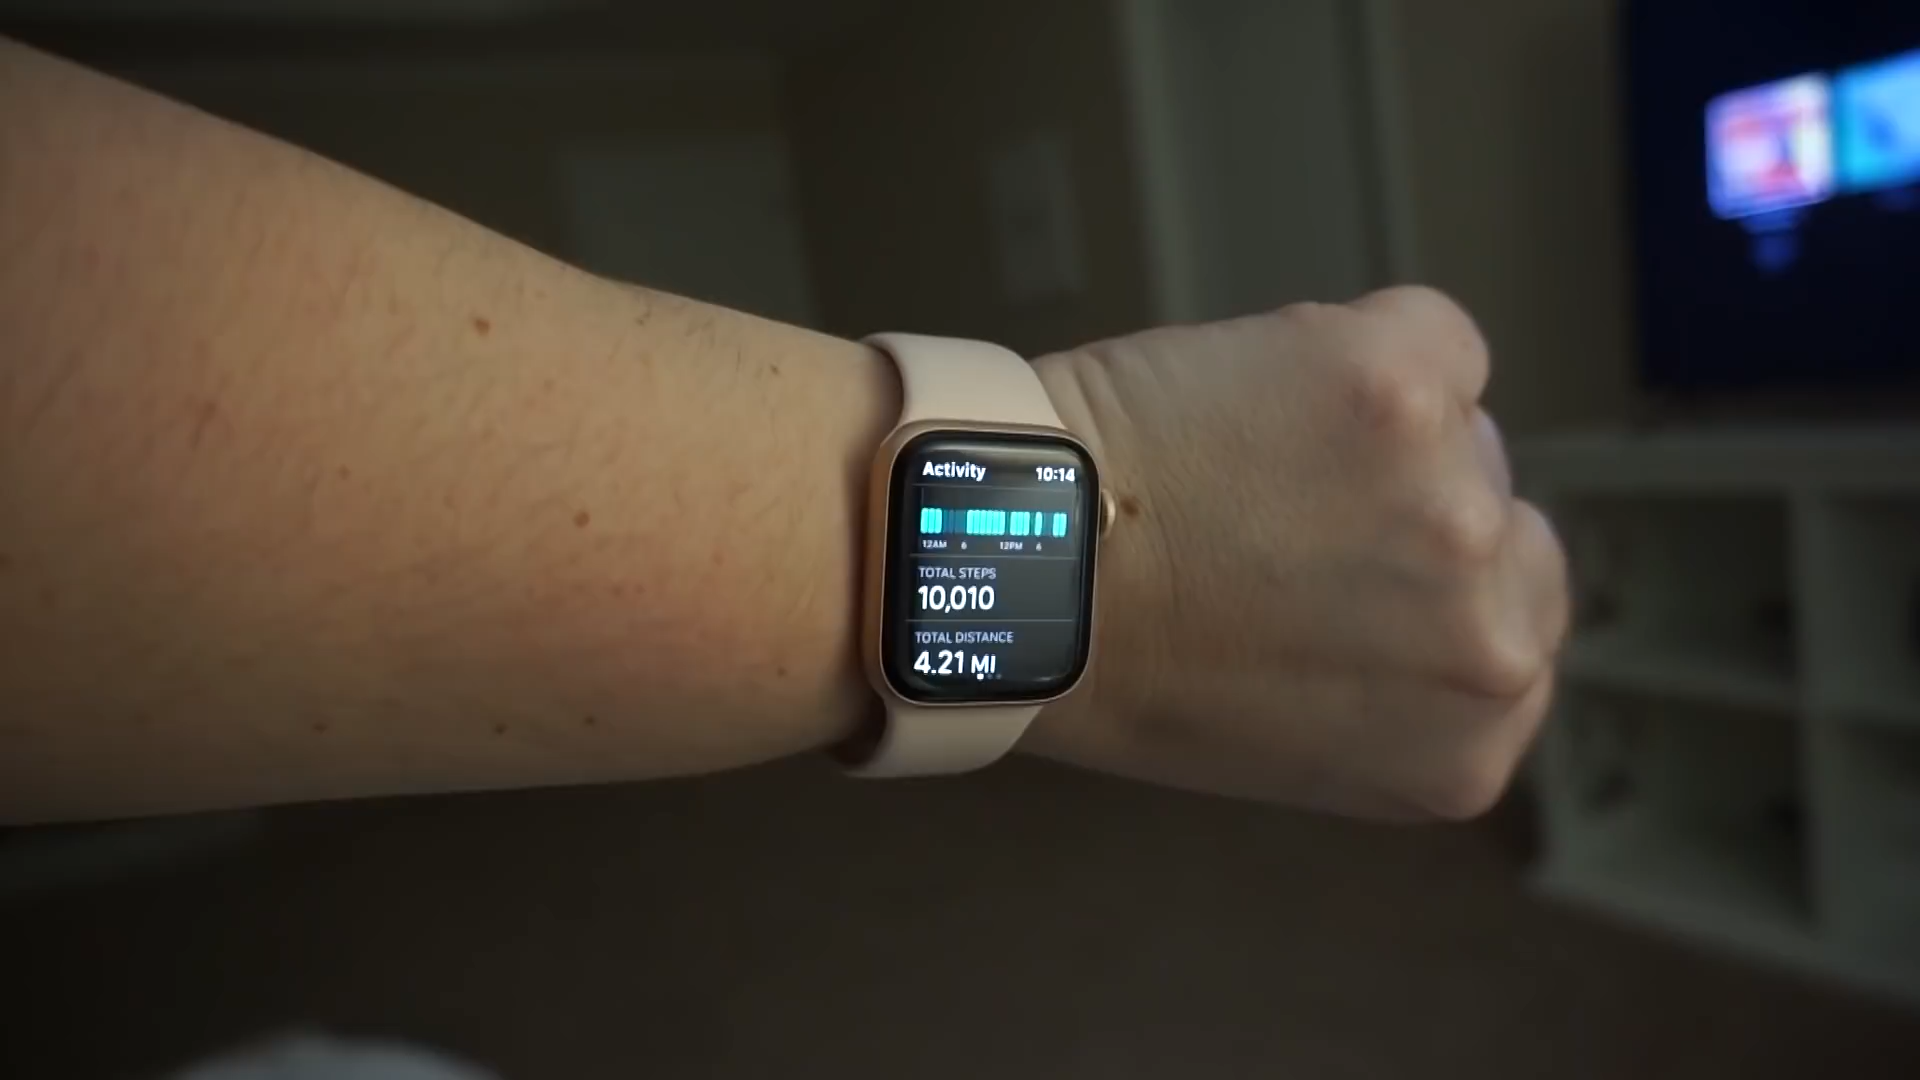 Activity 10:14
12AM 6 12PM 6
TOTAL STEPS
10,010
TOTAL DISTANCE
4.21 MI